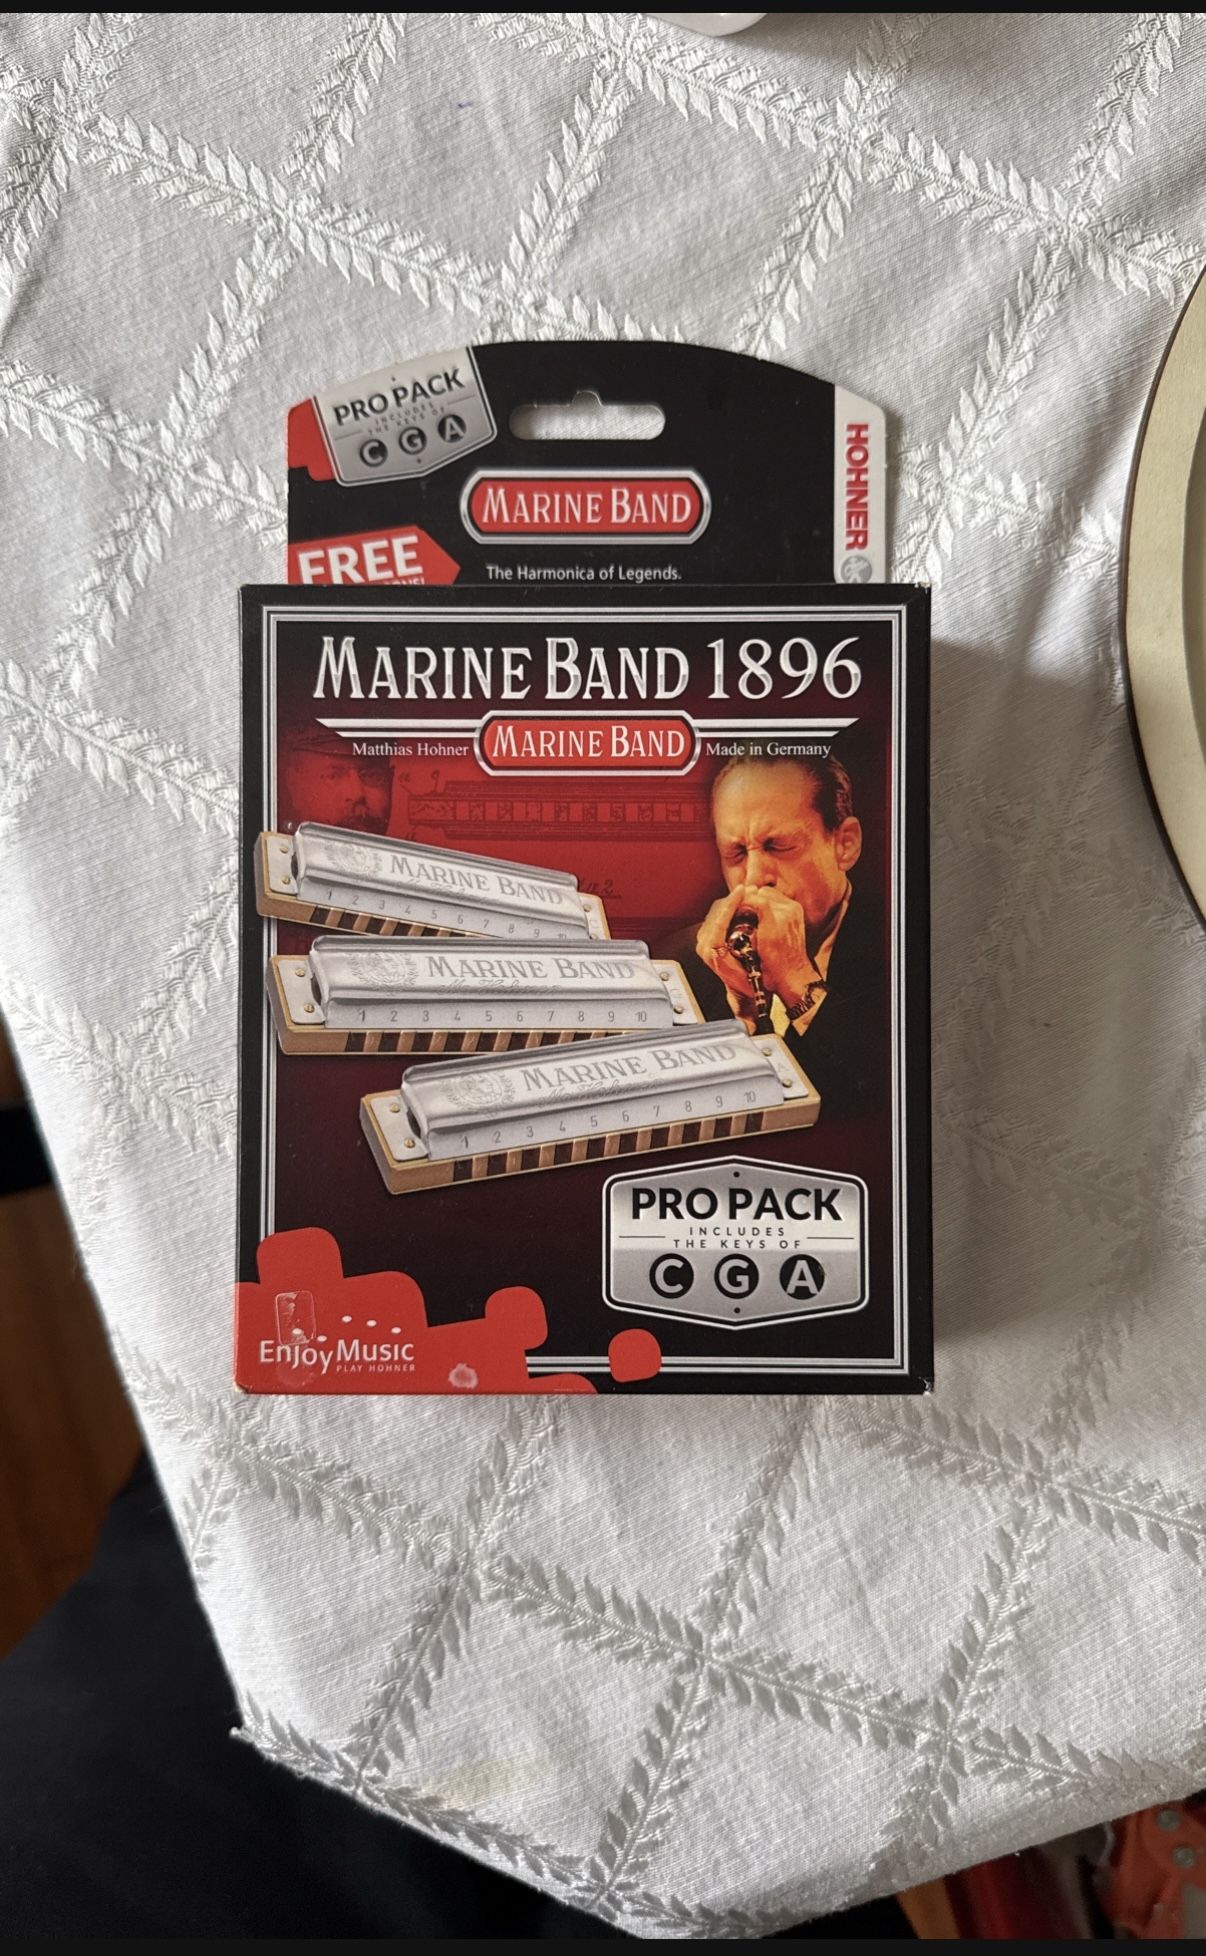 PRO PACK
INCLUDES
THE KEYS OF
C G A
HOHNER
MARINE BAND
FREE
The Harmonica of Legends.
MARINE BAND 1896
Matthias Hohner MARINE BAND Made in Germany
MARINE BAND
1 2 3 4 5 6 7 8 9 10
MARINE BAND
1 2 3 4 5 6 7 8 9 10
MARINE BAND
1 2 3 4 5 6 7 8 9 10
PRO PACK
INCLUDES
THE KEYS OF
C G A
Enjoy Music
PLAY HOHNER